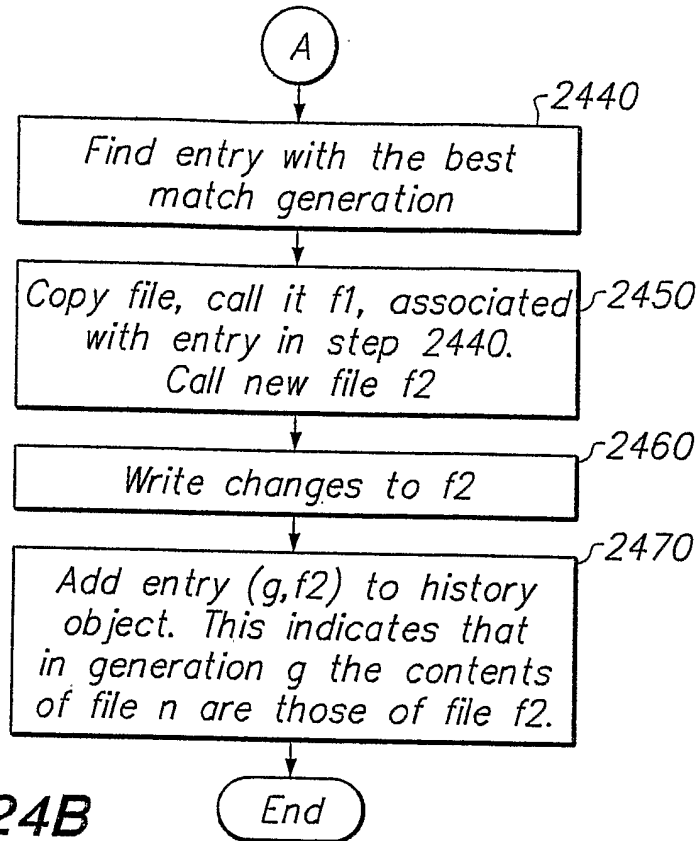 A
2440
Find entry with the best
match generation
2450
Copy file, call it f1, associated
with entry in step 2440.
Call new file f2
2460
Write changes to f2
2470
Add entry (g,f2) to history
object. This indicates that
in generation g the contents
of file n are those of file f2.
End
24B